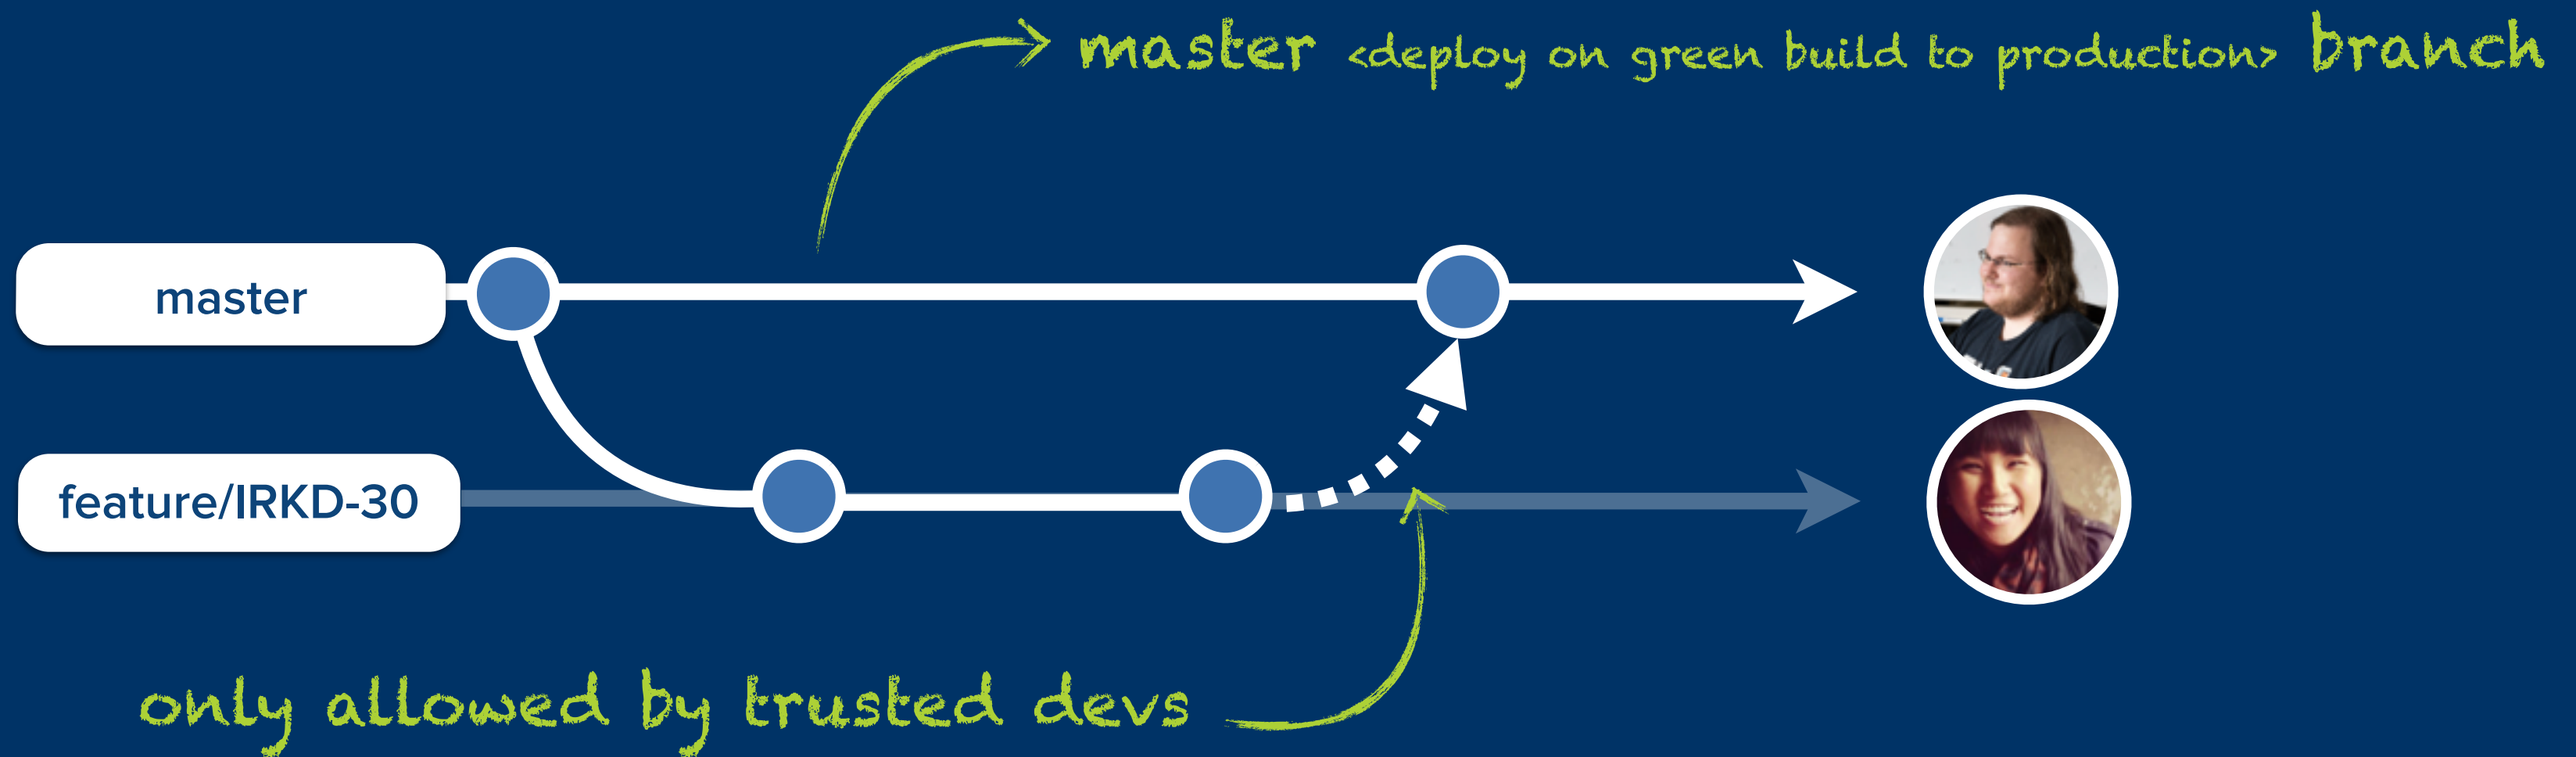 master <deploy on green build to production> branch
master
feature/IRKD-30
only allowed by trusted devs